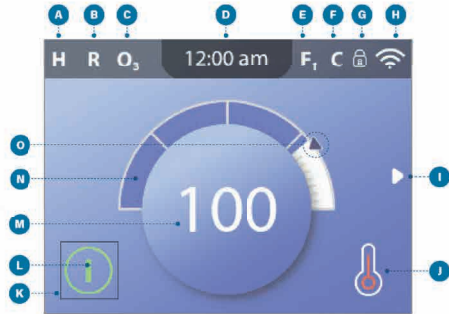 A B C D E F G H
H R O₃ 12:00 am F₁ C
O
N I
100
M
L i J
K